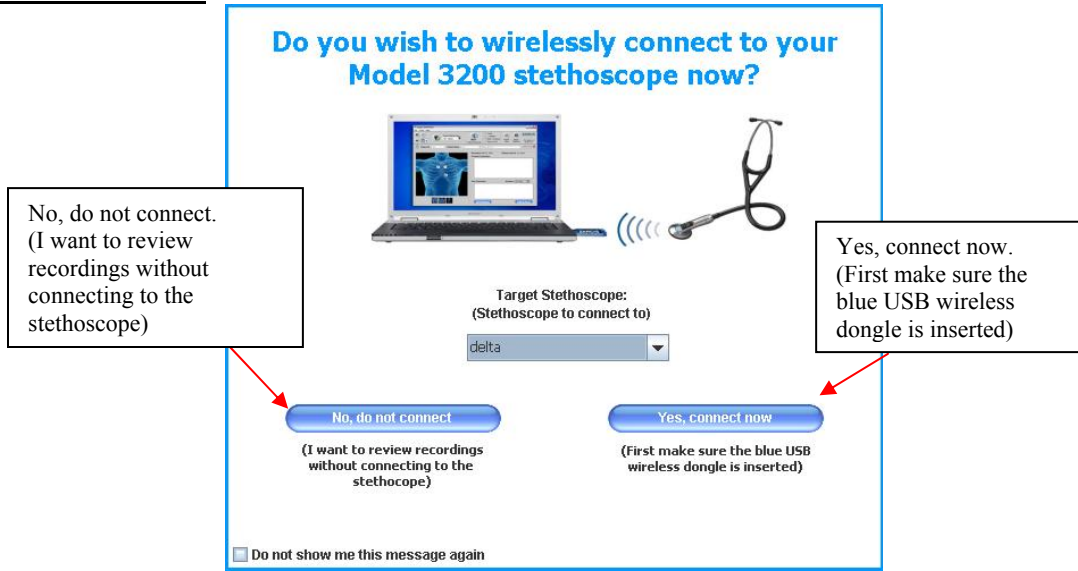 Do you wish to wirelessly connect to your
Model 3200 stethoscope now?
No, do not connect.
(I want to review
recordings without
connecting to the
stethoscope)
Yes, connect now.
(First make sure the
blue USB wireless
dongle is inserted)
Target Stethoscope:
(Stethoscope to connect to)
delta
No, do not connect
(I want to review recordings
without connecting to the
stethocope)
Yes, connect now
(First make sure the blue USB
wireless dongle is inserted)
Do not show me this message again